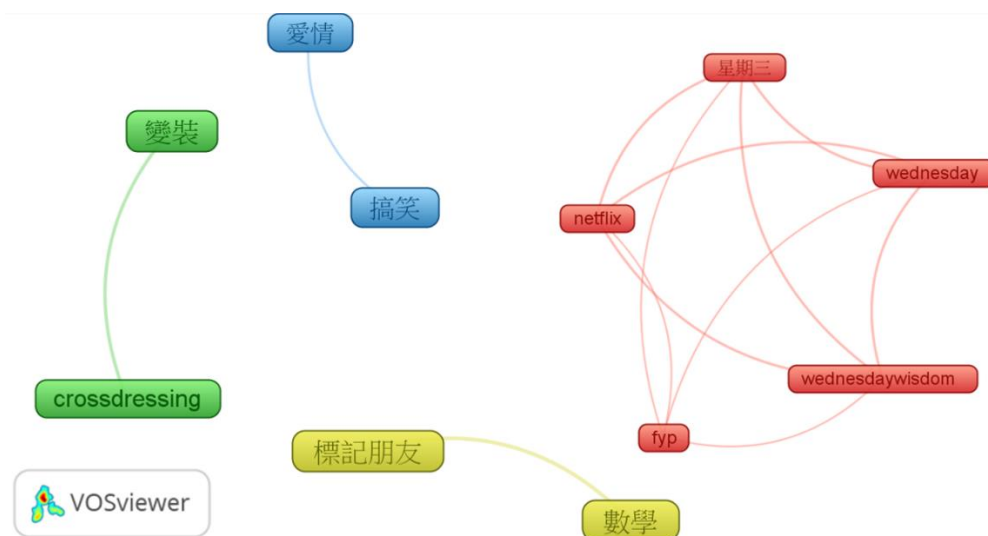 愛情
星期三
變裝
wednesday
搞笑
netflix
wednesdaywisdom
crossdressing
fyp
標記朋友
VOSviewer
數學